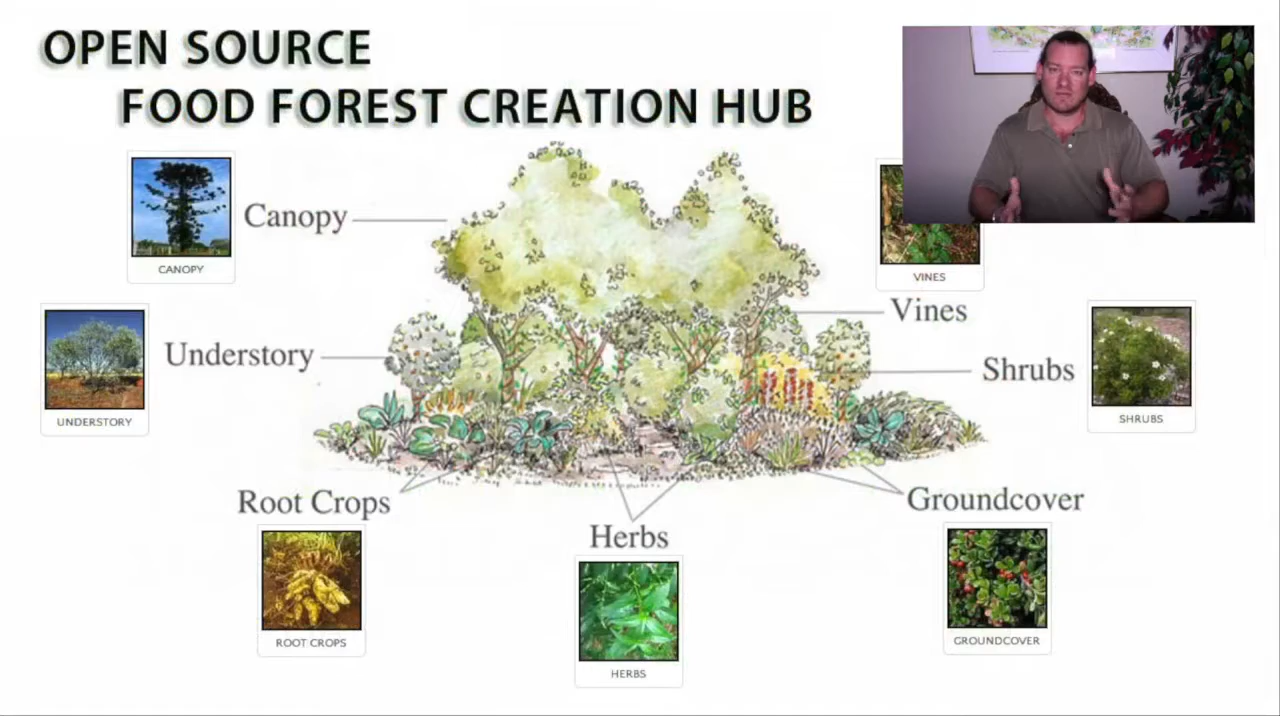 OPEN SOURCE
FOOD FOREST CREATION HUB
Canopy
CANOPY
VINES
Vines
Understory
UNDERSTORY
Shrubs
SHRUBS
Root Crops
ROOT CROPS
Herbs
HERBS
Groundcover
GROUNDCOVER